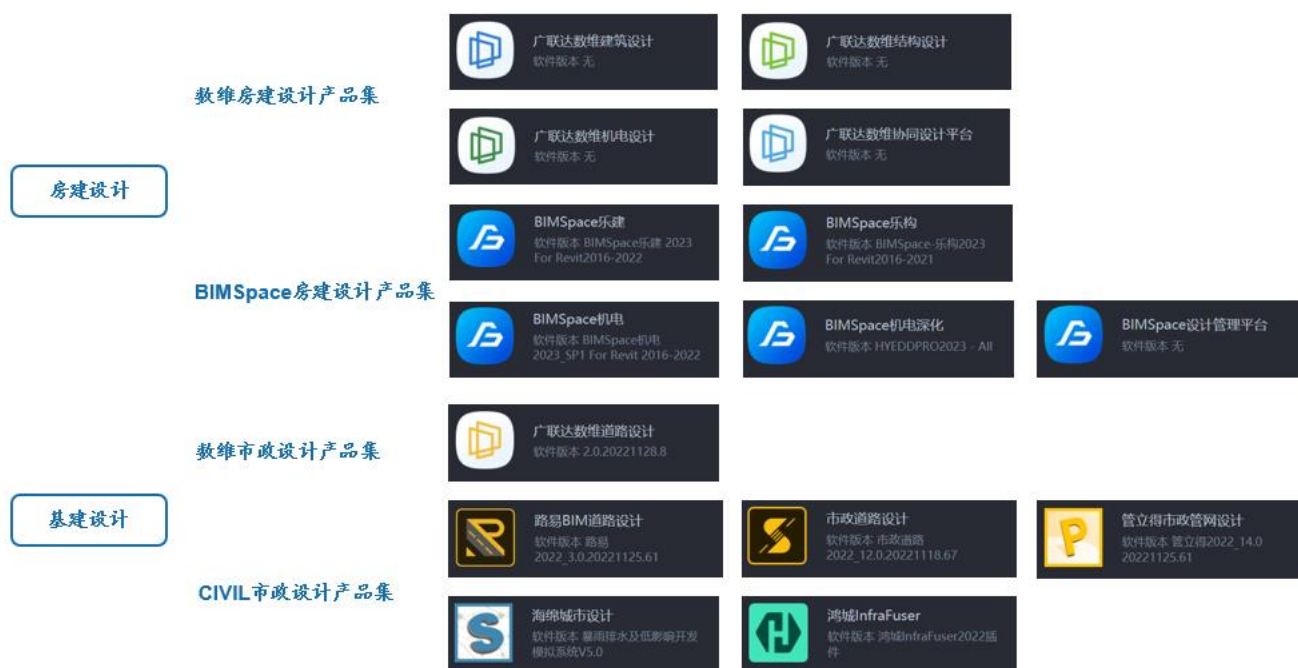 广联达数维建筑设计
软件版本 无
广联达数维结构设计
软件版本 无
数维房建设计产品集
广联达数维机电设计
软件版本 无
广联达数维协同设计平台
软件版本 无
房建设计
BIMSpace乐建
软件版本 BIMSpace乐建 2023
For Revit2016-2022
BIMSpace乐构
软件版本 BIMSpace-乐构2023
For Revit2016-2021
BIMSpace房建设计产品集
BIMSpace机电
软件版本 BIMSpace机电
2023_SP1 For Revit 2016-2022
BIMSpace机电深化
软件版本 HYEDDPRO2023 - All
BIMSpace设计管理平台
软件版本 无
数维市政设计产品集
广联达数维道路设计
软件版本 2.0.20221128.8
基建设计
路易BIM道路设计
软件版本 路易
2022_3.0.20221125.61
市政道路设计
软件版本 市政道路
2022_12.0.20221118.67
管立得市政管网设计
软件版本 管立得2022_14.0
20221125.61
CIVIL市政设计产品集
海绵城市设计
软件版本 暴雨排水及低影响开发
模拟系统V5.0
鸿城InfraFuser
软件版本 鸿城InfraFuser2022插
件